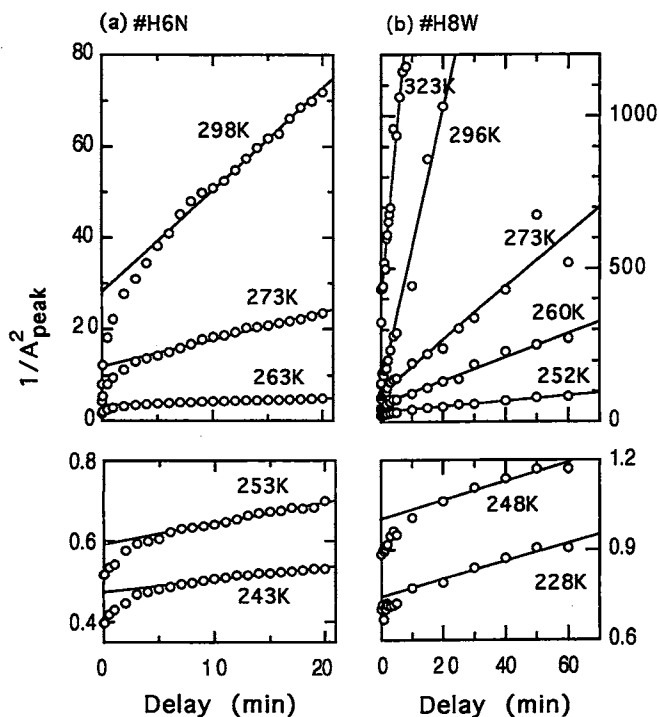 (a) #H6N
(b) #H8W
80
60
40
20
0
1/A²peak
298K
273K
263K
323K
296K
273K
260K
252K
1000
500
0
0.8
0.6
0.4
253K
243K
248K
228K
1.2
0.9
0.6
0 10 20
0 20 40 60
Delay (min)
Delay (min)